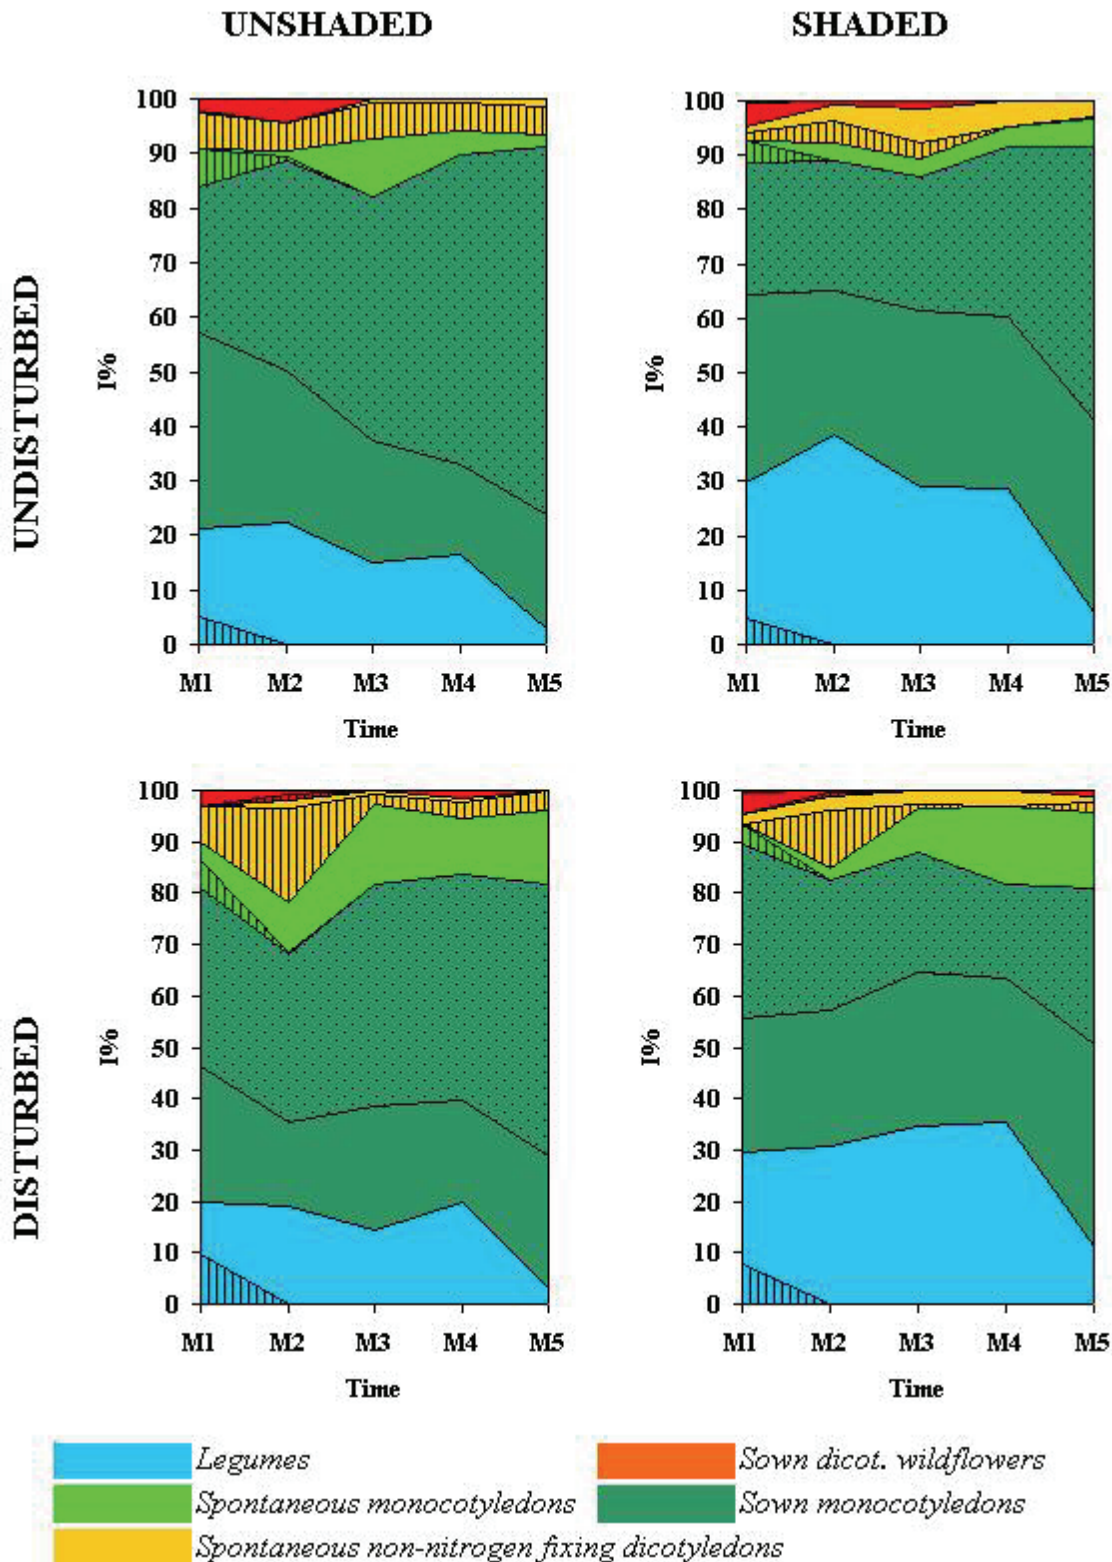 UNSHADED SHADED
UNDISTURBED
I%
100
90
80
70
60
50
40
30
20
10
0
M1 M2 M3 M4 M5
Time
I%
100
90
80
70
60
50
40
30
20
10
0
M1 M2 M3 M4 M5
Time
DISTURBED
I%
100
90
80
70
60
50
40
30
20
10
0
M1 M2 M3 M4 M5
Time
I%
100
90
80
70
60
50
40
30
20
10
0
M1 M2 M3 M4 M5
Time
Legumes Sown dicot. wildflowers
Spontaneous monocotyledons Sown monocotyledons
Spontaneous non-nitrogen fixing dicotyledons